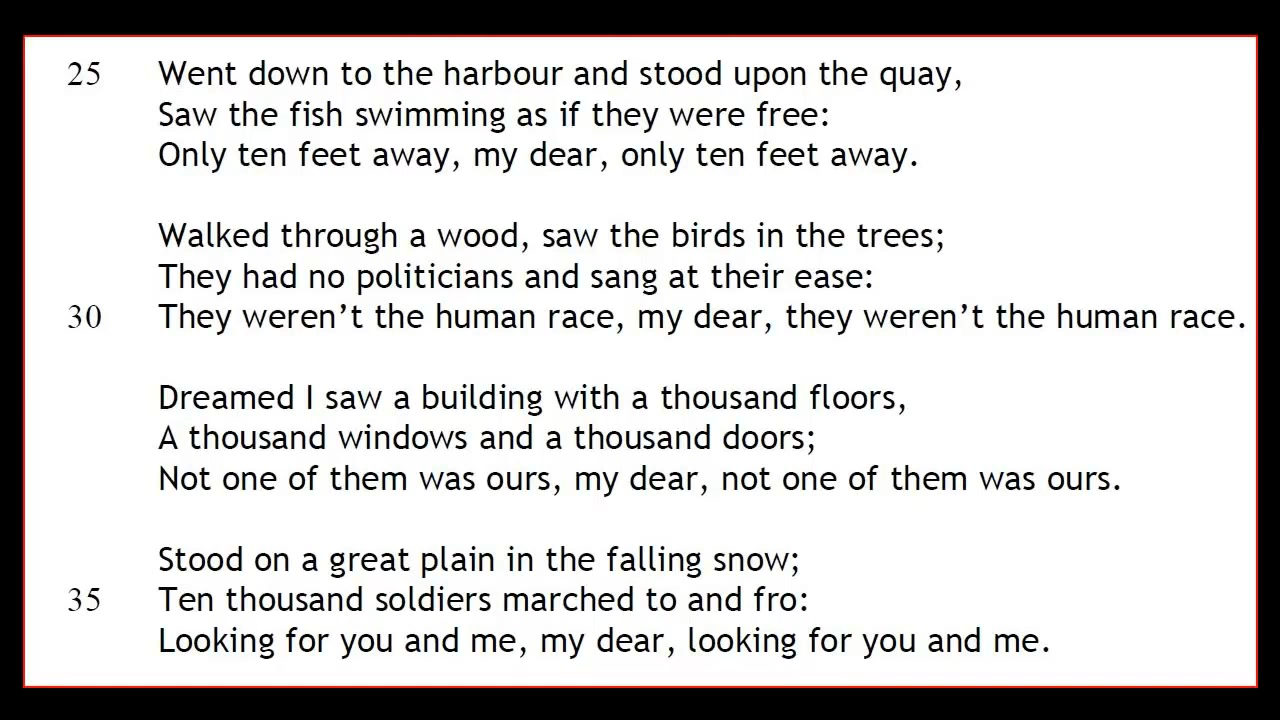 25 Went down to the harbour and stood upon the quay,
Saw the fish swimming as if they were free:
Only ten feet away, my dear, only ten feet away.
Walked through a wood, saw the birds in the trees;
They had no politicians and sang at their ease:
30 They weren’t the human race, my dear, they weren’t the human race.
Dreamed I saw a building with a thousand floors,
A thousand windows and a thousand doors;
Not one of them was ours, my dear, not one of them was ours.
Stood on a great plain in the falling snow;
35 Ten thousand soldiers marched to and fro:
Looking for you and me, my dear, looking for you and me.